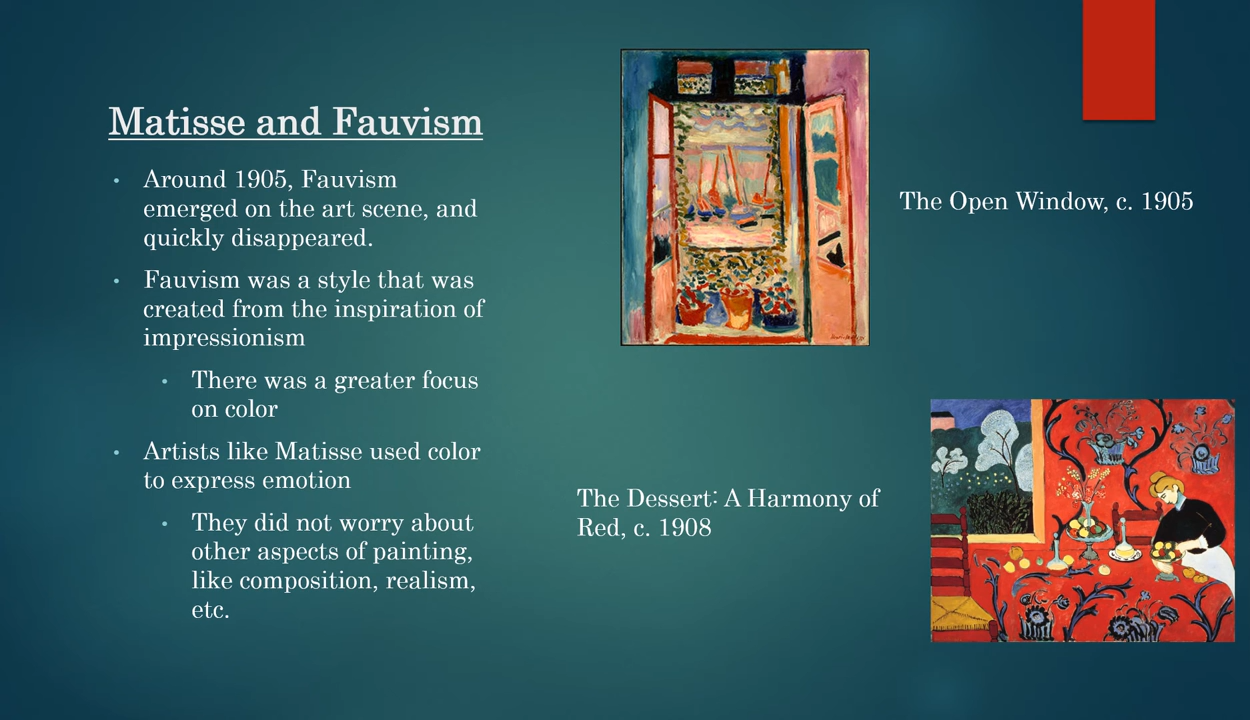 Matisse and Fauvism
• Around 1905, Fauvism
emerged on the art scene, and
quickly disappeared.
• Fauvism was a style that was
created from the inspiration of
impressionism
• There was a greater focus
on color
• Artists like Matisse used color
to express emotion
• They did not worry about
other aspects of painting,
like composition, realism,
etc.
The Open Window, c. 1905
The Dessert: A Harmony of
Red, c. 1908